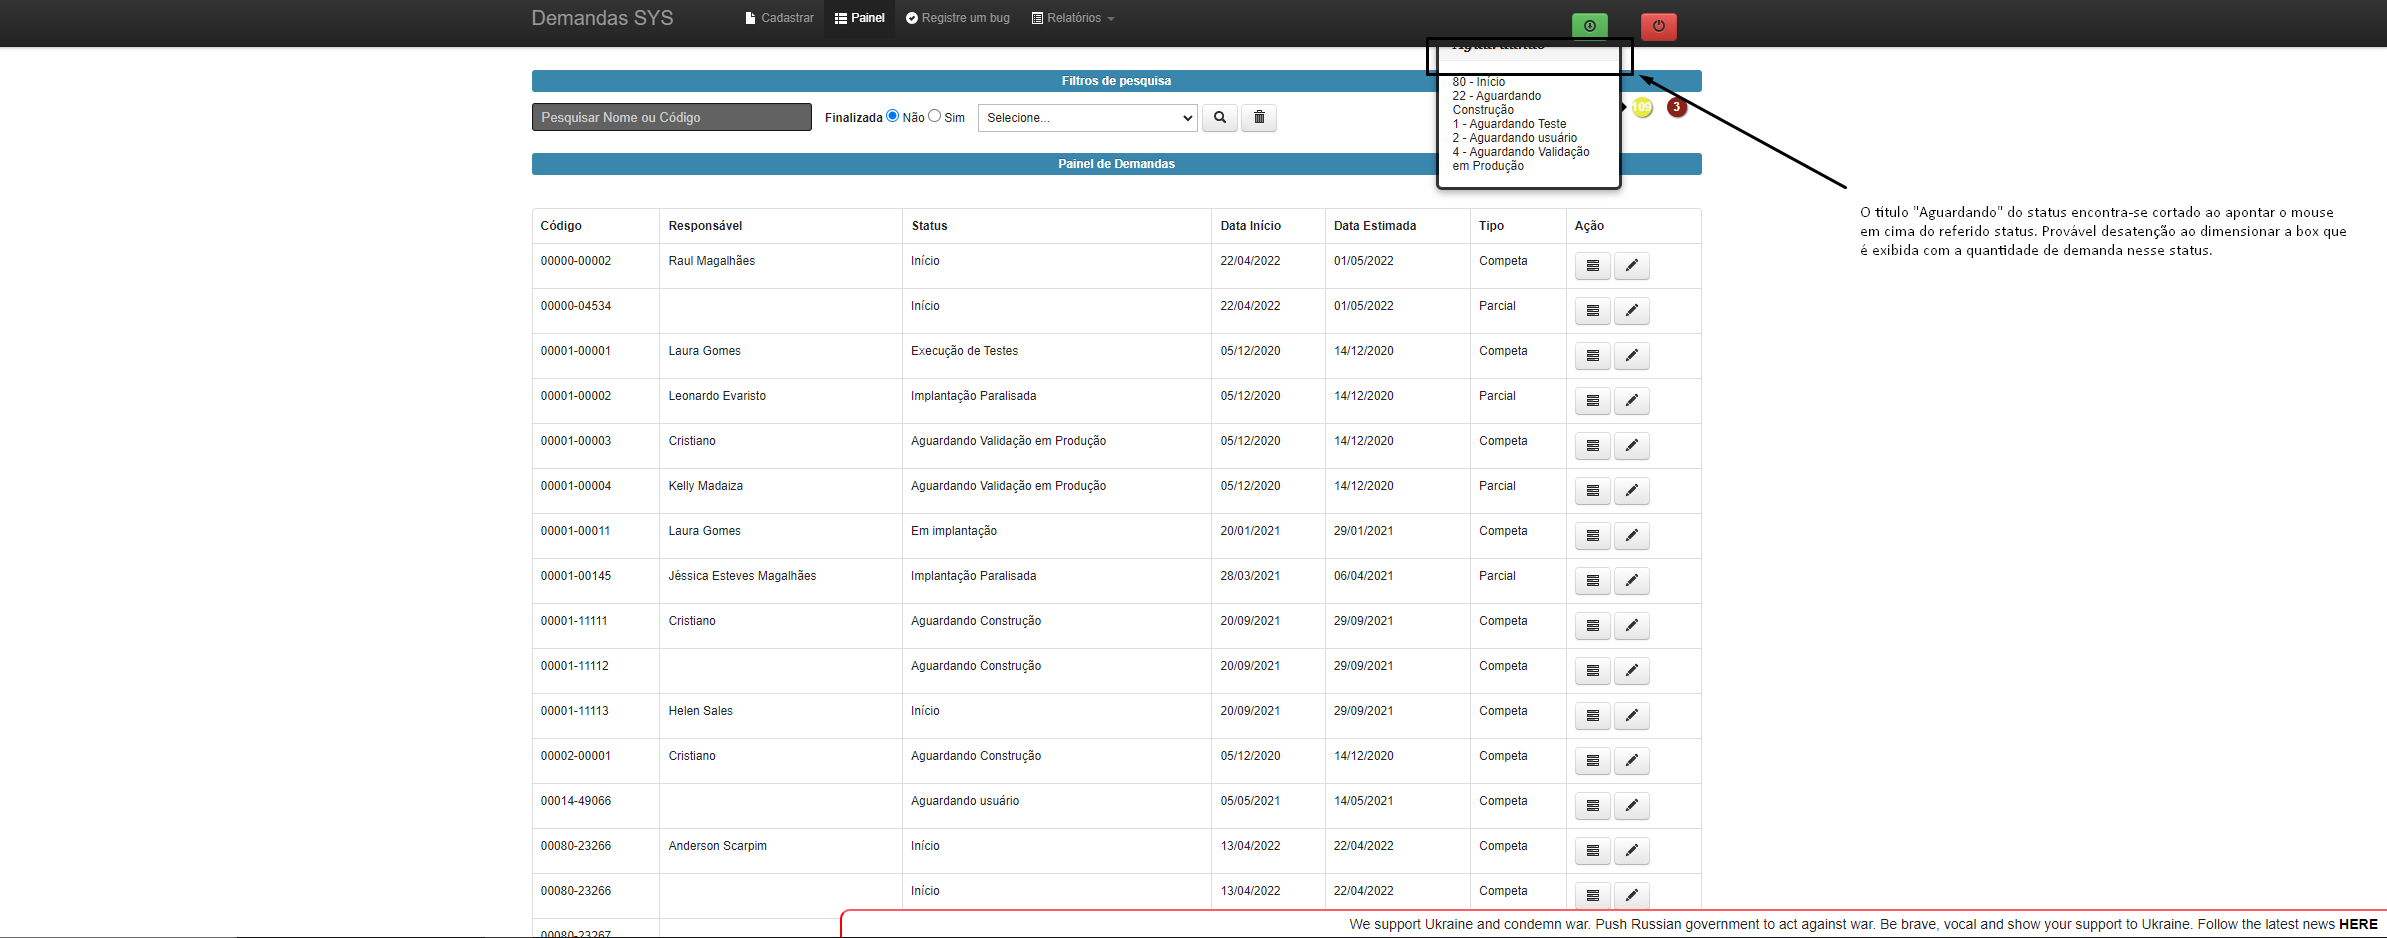 Demandas SYS Cadastrar Painel Registre um bug Relatórios
Aguardando
Filtros de pesquisa
80 - Início
22 - Aguardando
Construção
1 - Aguardando Teste
2 - Aguardando usuário
4 - Aguardando Validação
em Produção
Pesquisar Nome ou Código Finalizada Não Sim Selecione... 109 3
Painel de Demandas
O título "Aguardando" do status encontra-se cortado ao apontar o mouse
em cima do referido status. Provável desatenção ao dimensionar a box que
é exibida com a quantidade de demanda nesse status.
Código Responsável Status Data Início Data Estimada Tipo Ação
00000-00002 Raul Magalhães Início 22/04/2022 01/05/2022 Competa
00000-04534 Início 22/04/2022 01/05/2022 Parcial
00001-00001 Laura Gomes Execução de Testes 05/12/2020 14/12/2020 Competa
00001-00002 Leonardo Evaristo Implantação Paralisada 05/12/2020 14/12/2020 Parcial
00001-00003 Cristiano Aguardando Validação em Produção 05/12/2020 14/12/2020 Competa
00001-00004 Kelly Madaiza Aguardando Validação em Produção 05/12/2020 14/12/2020 Parcial
00001-00011 Laura Gomes Em implantação 20/01/2021 29/01/2021 Competa
00001-00145 Jéssica Esteves Magalhães Implantação Paralisada 28/03/2021 06/04/2021 Parcial
00001-11111 Cristiano Aguardando Construção 20/09/2021 29/09/2021 Competa
00001-11112 Aguardando Construção 20/09/2021 29/09/2021 Competa
00001-11113 Helen Sales Início 20/09/2021 29/09/2021 Competa
00002-00001 Cristiano Aguardando Construção 05/12/2020 14/12/2020 Competa
00014-49066 Aguardando usuário 05/05/2021 14/05/2021 Competa
00080-23266 Anderson Scarpim Início 13/04/2022 22/04/2022 Competa
00080-23266 Início 13/04/2022 22/04/2022 Competa
00080-23267
We support Ukraine and condemn war. Push Russian government to act against war. Be brave, vocal and show your support to Ukraine. Follow the latest news HERE